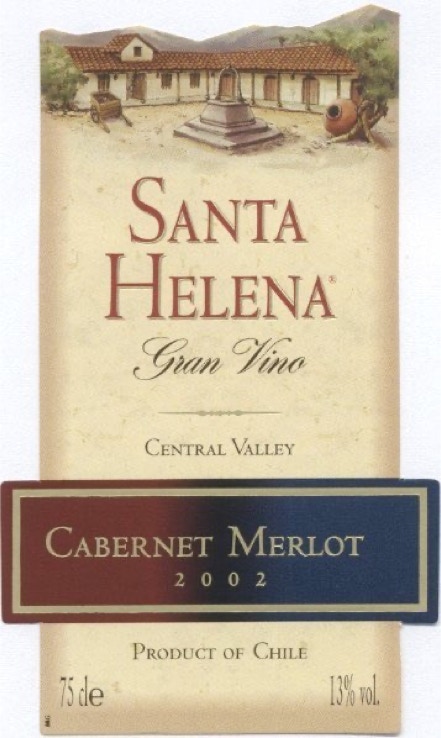 SANTA
HELENA®
Gran Vino
CENTRAL VALLEY
CABERNET MERLOT
2002
PRODUCT OF CHILE
75 cle
13% vol.